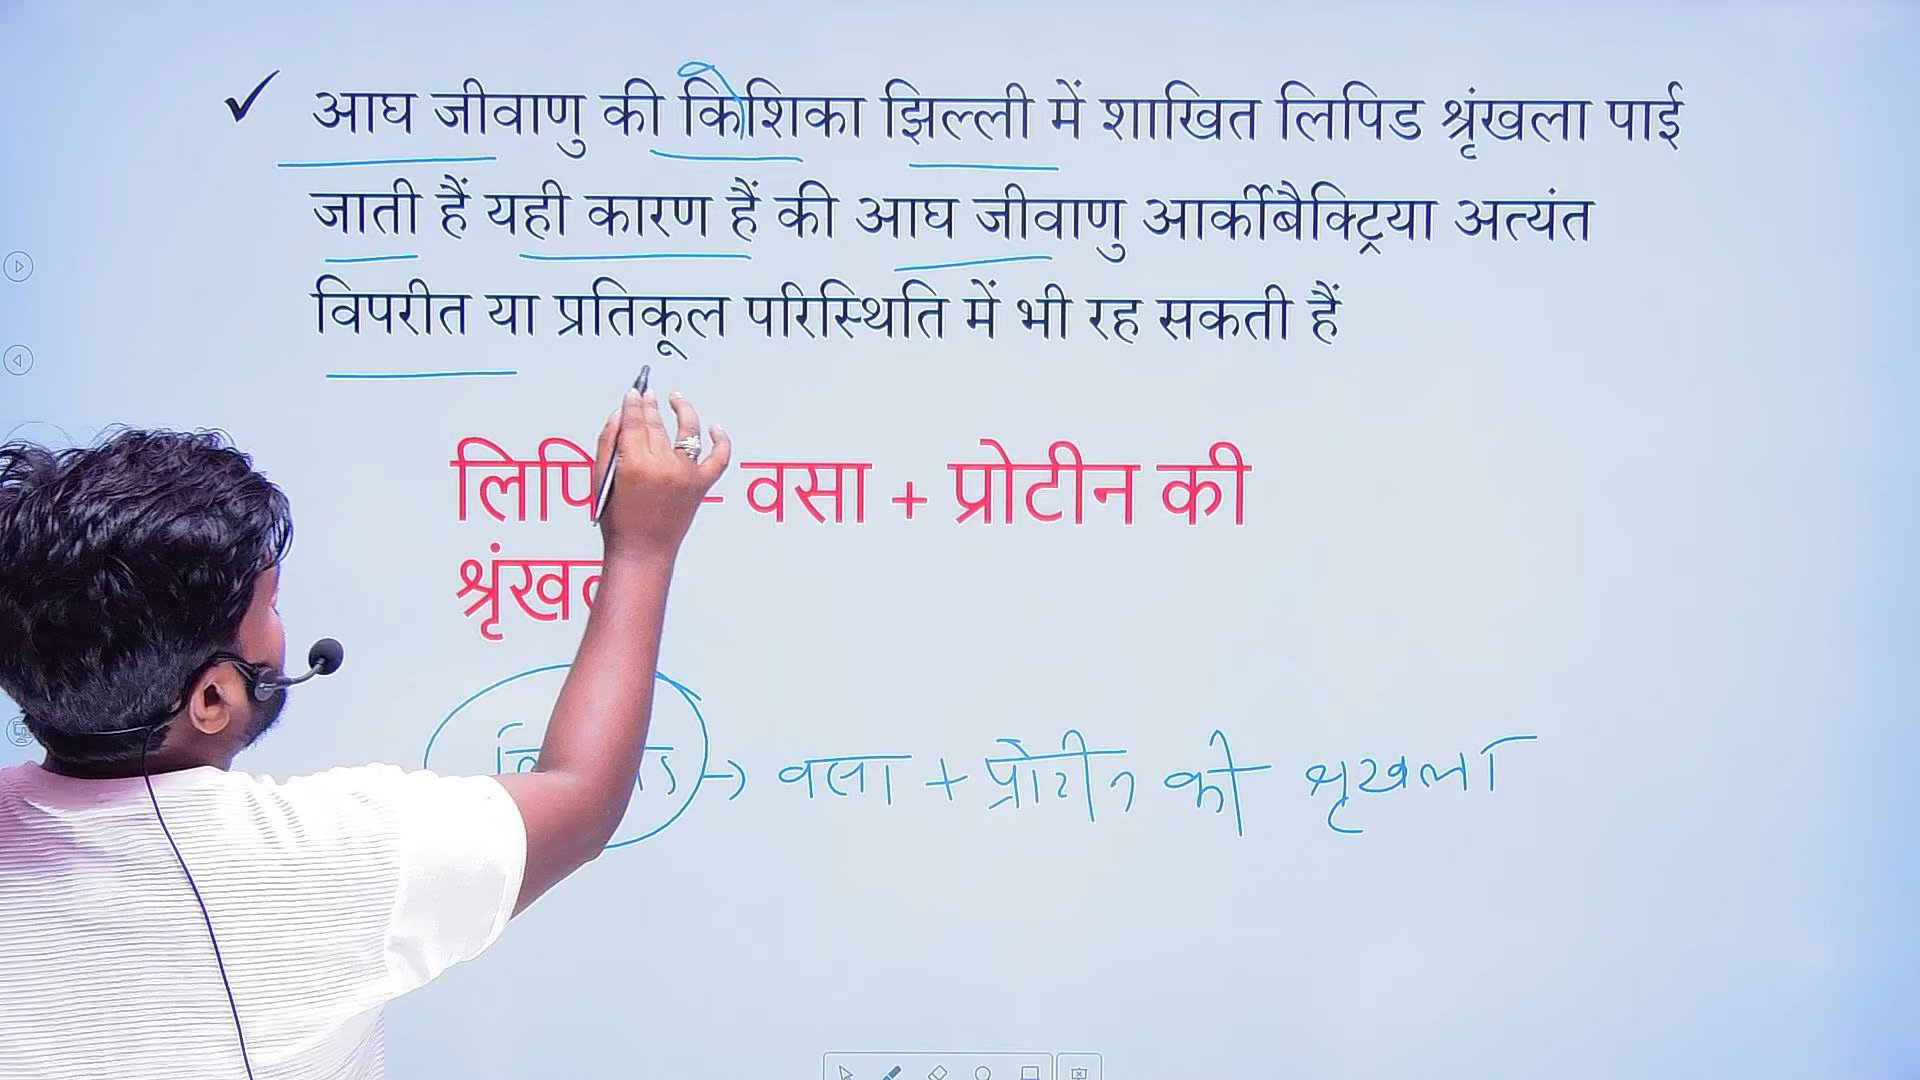 ✓ आघ जीवाणु की किशिका झिल्ली में शाखित लिपिड श्रृंखला पाई
जाती हैं यही कारण हैं की आघ जीवाणु आर्कीबैक्ट्रिया अत्यंत
विपरीत या प्रतिकूल परिस्थिति में भी रह सकती हैं
वसा + प्रोटीन की
→ वसा + प्रोटीन की श्रृखला